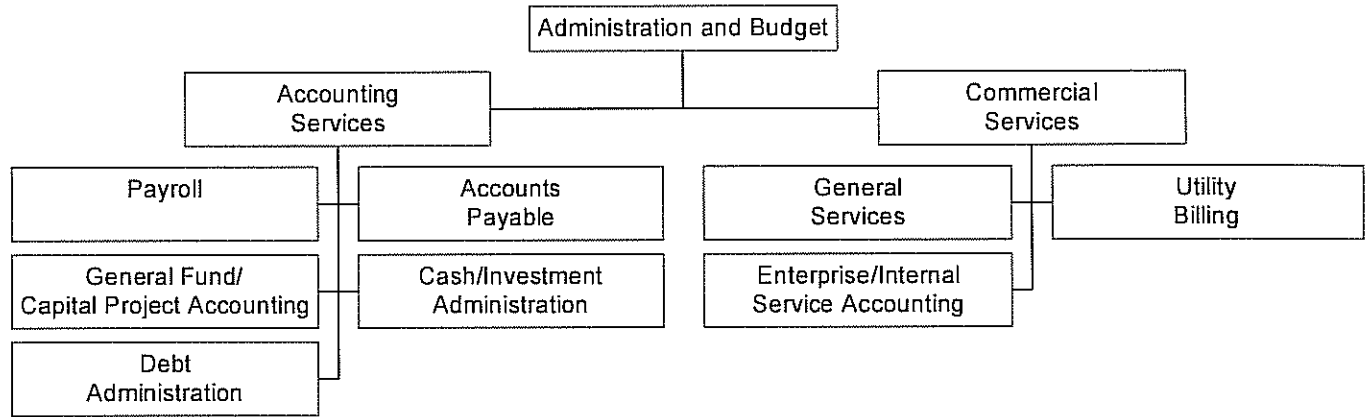 Administration and Budget
Accounting
Services
Commercial
Services
Payroll
Accounts
Payable
General
Services
Utility
Billing
General Fund/
Capital Project Accounting
Cash/Investment
Administration
Enterprise/Internal
Service Accounting
Debt
Administration